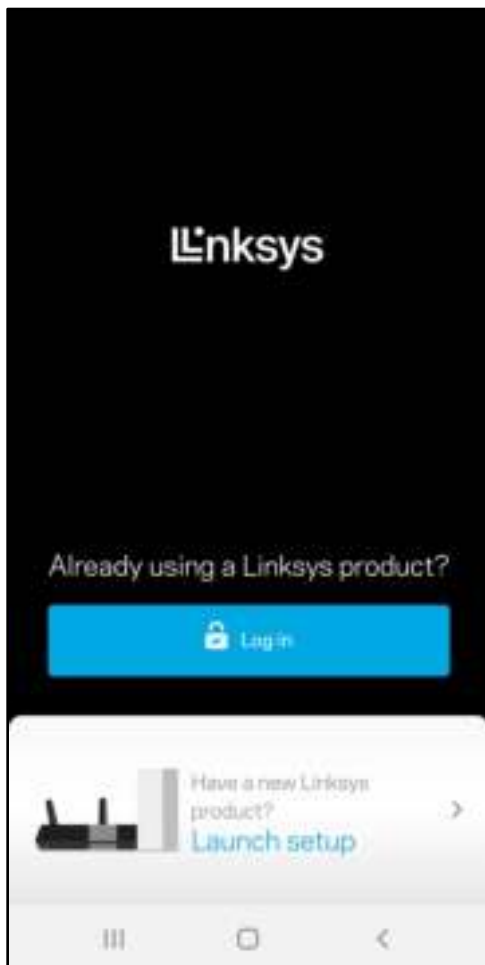 Linksys
Already using a Linksys product?
Log in
Have a new Linksys
product?
Launch setup